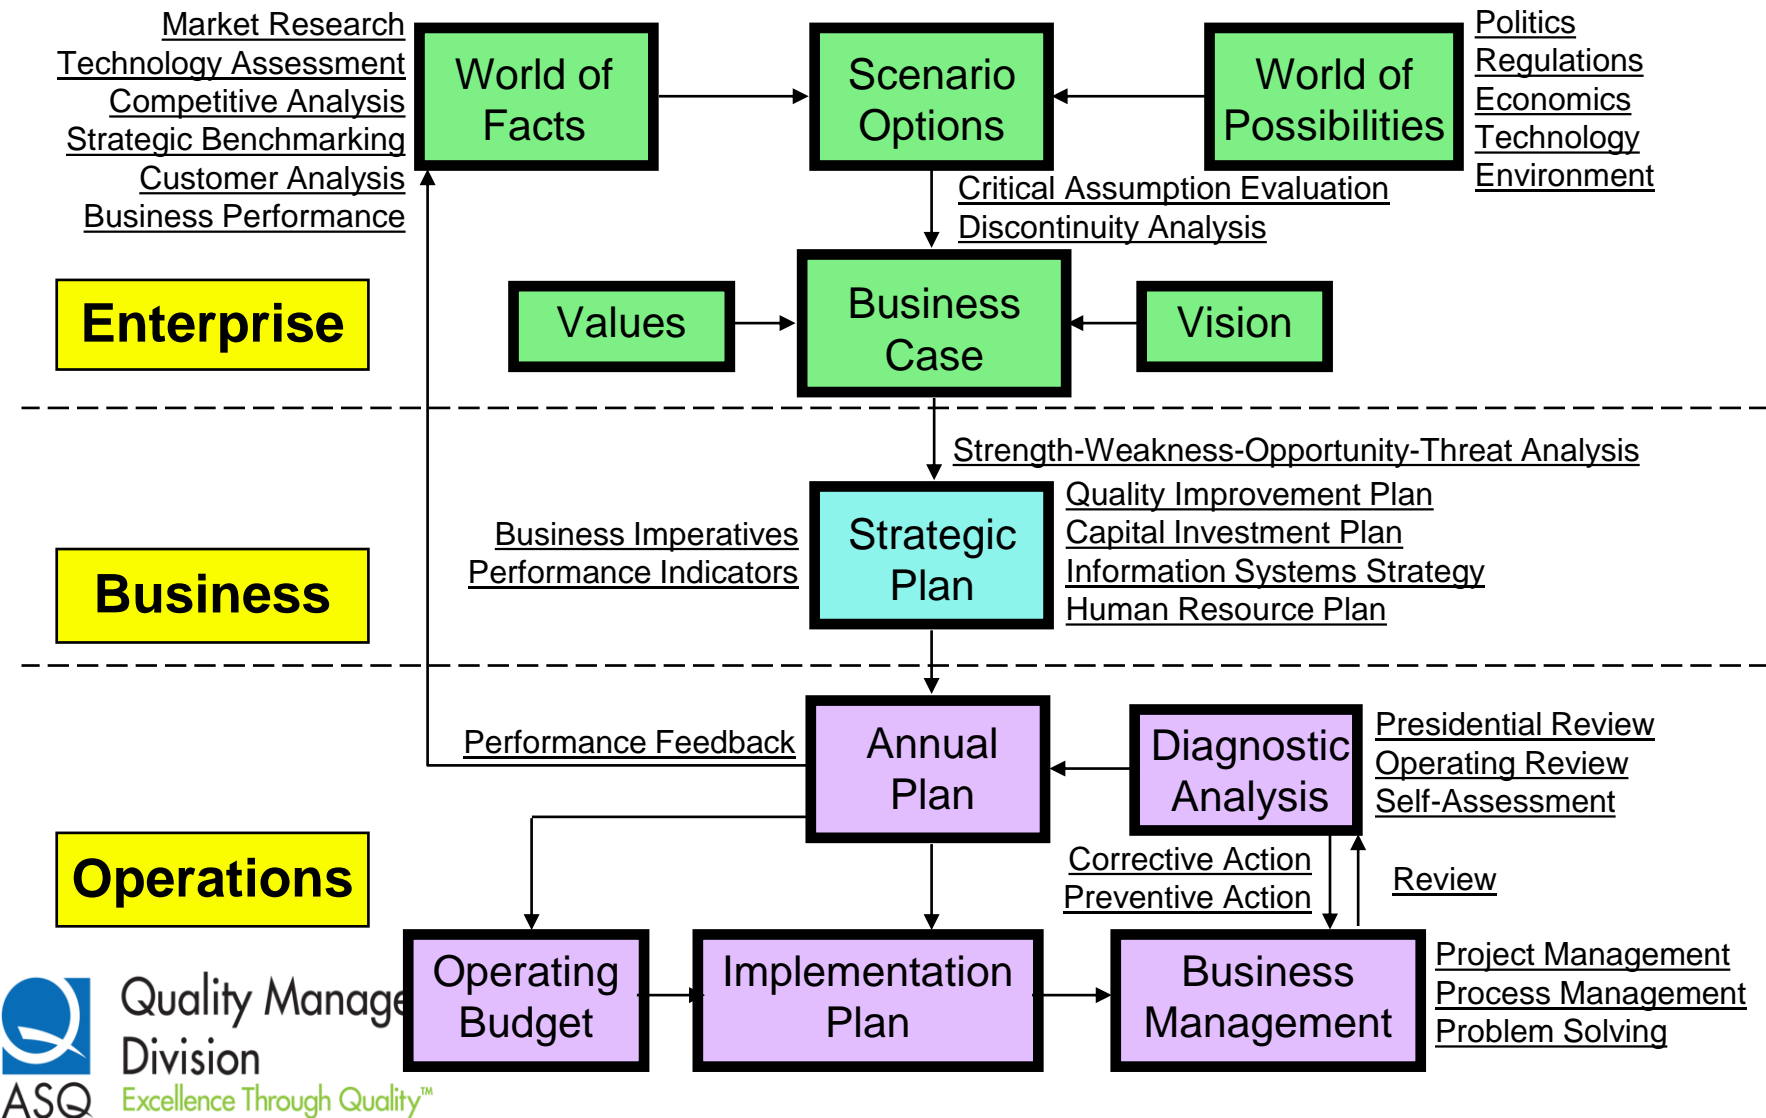 Market Research
Technology Assessment
Competitive Analysis
Strategic Benchmarking
Customer Analysis
Business Performance
World of
Facts
Scenario
Options
World of
Possibilities
Politics
Regulations
Economics
Technology
Environment
Critical Assumption Evaluation
Discontinuity Analysis
Enterprise
Values
Business
Case
Vision
Strength-Weakness-Opportunity-Threat Analysis
Business
Business Imperatives
Performance Indicators
Strategic
Plan
Quality Improvement Plan
Capital Investment Plan
Information Systems Strategy
Human Resource Plan
Operations
Performance Feedback
Annual
Plan
Diagnostic
Analysis
Presidential Review
Operating Review
Self-Assessment
Corrective Action
Preventive Action
Review
Operating
Budget
Implementation
Plan
Business
Management
Project Management
Process Management
Problem Solving
ASQ
Quality Manage
Division
Excellence Through Quality™